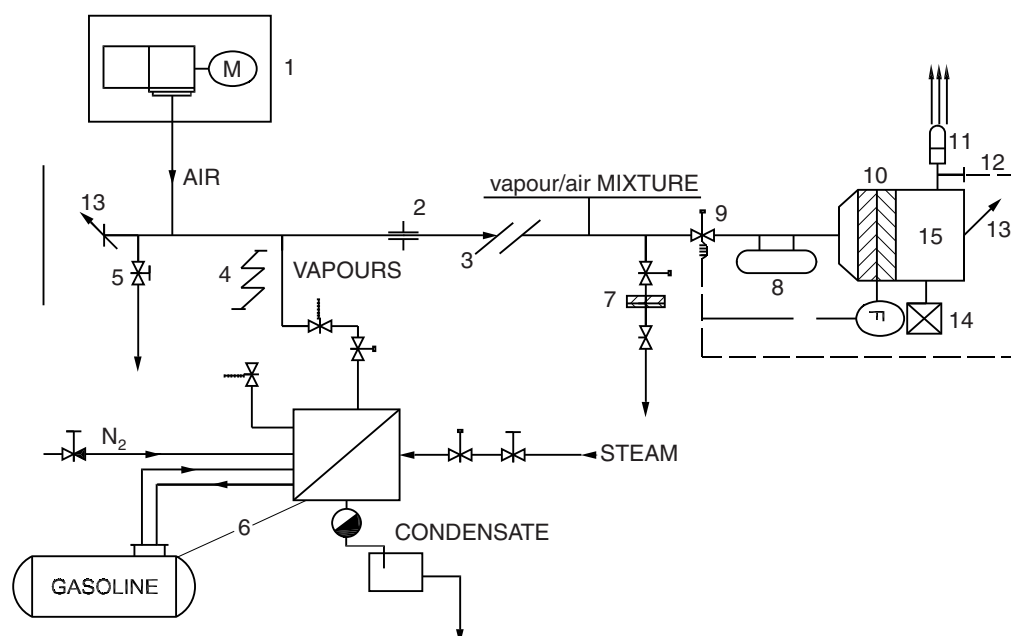 M
1
AIR
13
2
vapour/air MIXTURE
3
4
VAPOURS
5
7
9
8
10
11
12
13
15
F
14
N2
STEAM
6
CONDENSATE
GASOLINE